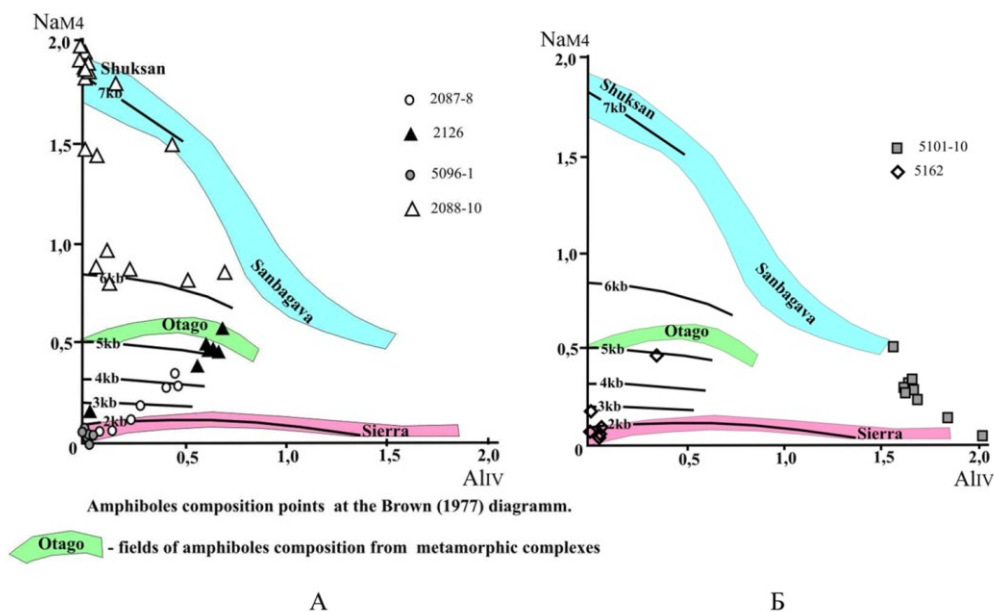 NaM4
2,0
Shuksan
7kb
1,5
1,0
6kb
Sanbagava
Otago
0,5
5kb
4kb
3kb
2kb
Sierra
0
0,5
1,0
1,5
2,0
AlIV
2087-8
2126
5096-1
2088-10
NaM4
2,0
Shuksan
7kb
1,5
1,0
6kb
Sanbagava
Otago
0,5
5kb
4kb
3kb
2kb
Sierra
0
0,5
1,0
1,5
2,0
AlIV
5101-10
5162
Amphiboles composition points at the Brown (1977) diagramm.
Otago - fields of amphiboles composition from metamorphic complexes
А Б